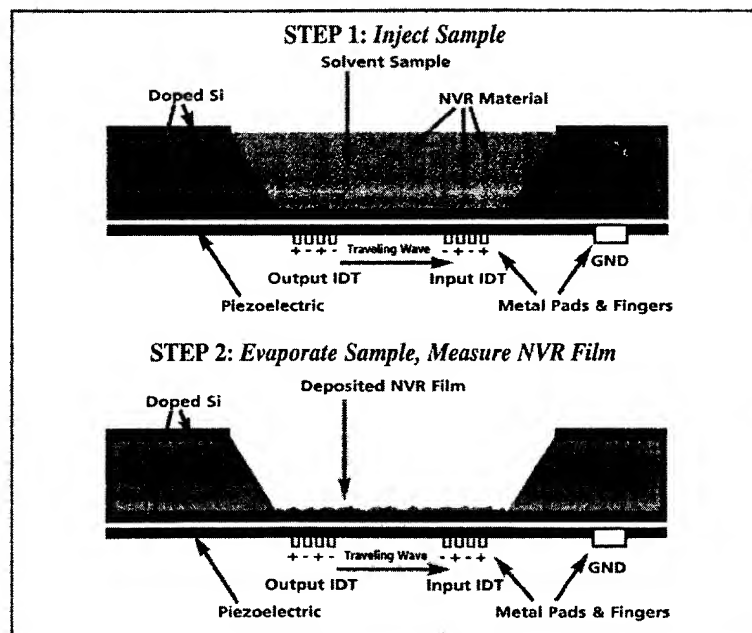 STEP 1: Inject Sample
Solvent Sample
Doped Si
NVR Material
+ - + -
Traveling Wave
- + - +
Output IDT
Input IDT
GND
Piezoelectric
Metal Pads & Fingers
STEP 2: Evaporate Sample, Measure NVR Film
Deposited NVR Film
Doped Si
+ - + -
Traveling Wave
- + - +
Output IDT
Input IDT
GND
Piezoelectric
Metal Pads & Fingers